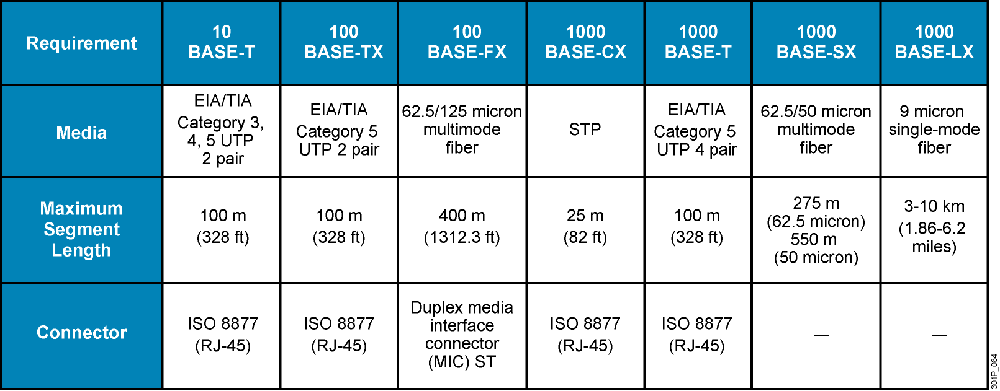 Requirement
10
BASE-T
100
BASE-TX
100
BASE-FX
1000
BASE-CX
1000
BASE-T
1000
BASE-SX
1000
BASE-LX
Media
EIA/TIA
Category 3,
4, 5 UTP
2 pair
EIA/TIA
Category 5
UTP 2 pair
62.5/125 micron
multimode
fiber
STP
EIA/TIA
Category 5
UTP 4 pair
62.5/50 micron
multimode
fiber
9 micron
single-mode
fiber
Maximum
Segment
Length
100 m
(328 ft)
100 m
(328 ft)
400 m
(1312.3 ft)
25 m
(82 ft)
100 m
(328 ft)
275 m
(62.5 micron)
550 m
(50 micron)
3-10 km
(1.86-6.2
miles)
Connector
ISO 8877
(RJ-45)
ISO 8877
(RJ-45)
Duplex media
interface
connector
(MIC) ST
ISO 8877
(RJ-45)
ISO 8877
(RJ-45)
—
—
301P_084